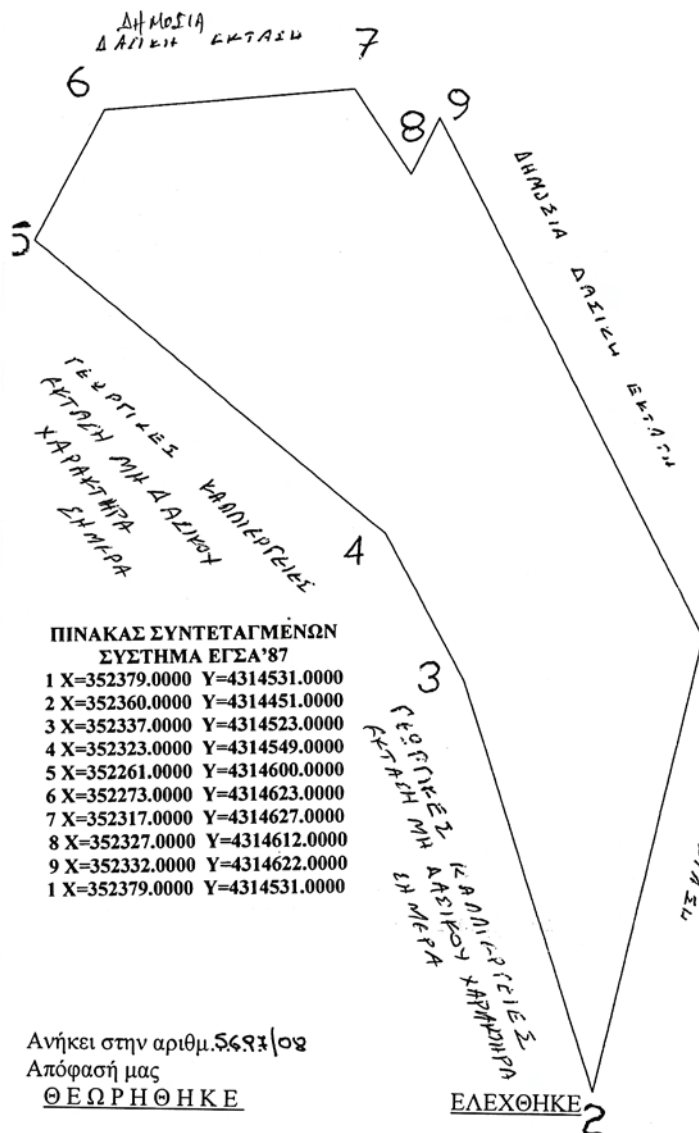 ΔΗΜΟΣΙΑ
ΔΑΣΙΚΗ ΕΚΤΑΣΗ
7
6
9
8
ΔΗΜΟΣΙΑ ΔΑΣΙΚΗ ΕΚΤΑΣΗ
5
ΓΕΩΡΓΙΚΕΣ ΚΑΛΛΙΕΡΓΕΙΕΣ
ΕΚΤΑΣΗ ΜΗ ΔΑΣΙΚΟΥ
ΧΑΡΑΚΤΗΡΑ
ΣΗΜΕΡΑ
4
3
ΠΙΝΑΚΑΣ ΣΥΝΤΕΤΑΓΜΕΝΩΝ
ΣΥΣΤΗΜΑ ΕΓΣΑ'87
1 X=352379.0000 Y=4314531.0000
2 X=352360.0000 Y=4314451.0000
3 X=352337.0000 Y=4314523.0000
4 X=352323.0000 Y=4314549.0000
5 X=352261.0000 Y=4314600.0000
6 X=352273.0000 Y=4314623.0000
7 X=352317.0000 Y=4314627.0000
8 X=352327.0000 Y=4314612.0000
9 X=352332.0000 Y=4314622.0000
1 X=352379.0000 Y=4314531.0000
ΓΕΩΡΓΙΚΕΣ ΚΑΛΛΙΕΡΓΕΙΕΣ
ΕΚΤΑΣΗ ΜΗ ΔΑΣΙΚΟΥ ΧΑΡΑΚΤΗΡΑ
ΣΗΜΕΡΑ
Ανήκει στην αριθμ.5697/08
Απόφασή μας
ΘΕΩΡΗΘΗΚΕ
ΕΛΕΧΘΗΚΕ
2